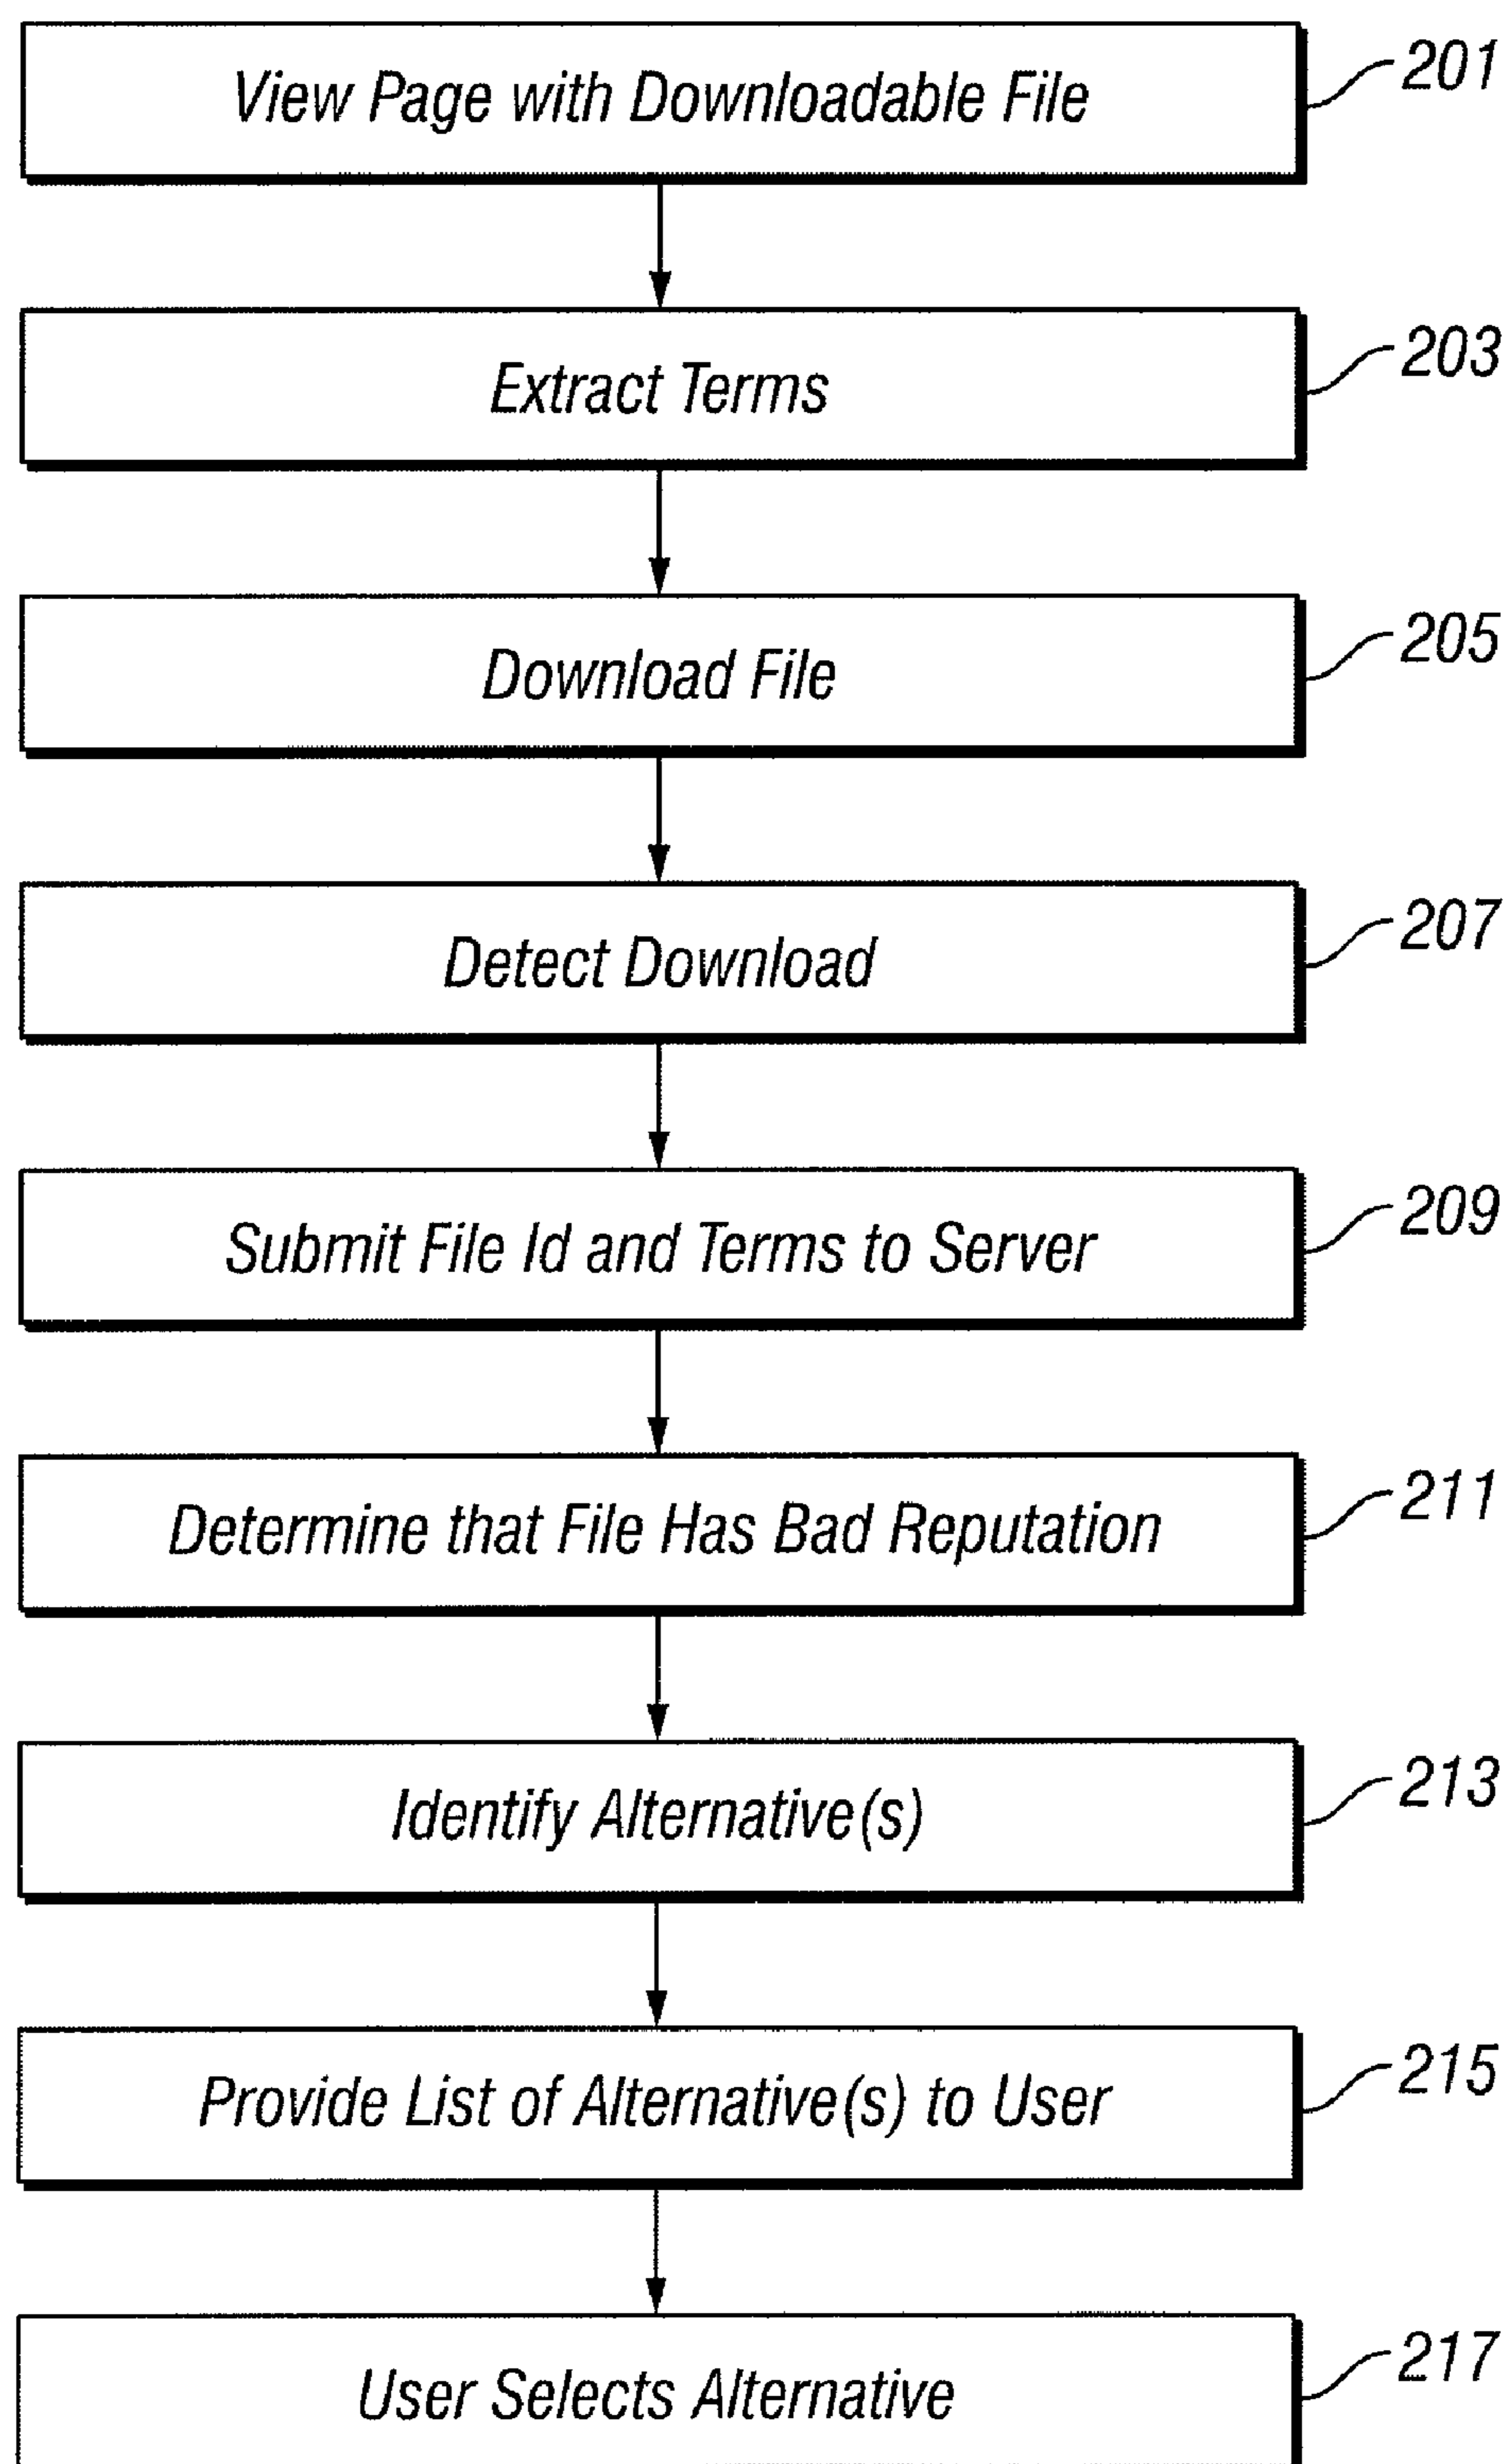 View Page with Downloadable File
201
Extract Terms
203
Download File
205
Detect Download
207
Submit File Id and Terms to Server
209
Determine that File Has Bad Reputation
211
Identify Alternative(s)
213
Provide List of Alternative(s) to User
215
User Selects Alternative
217